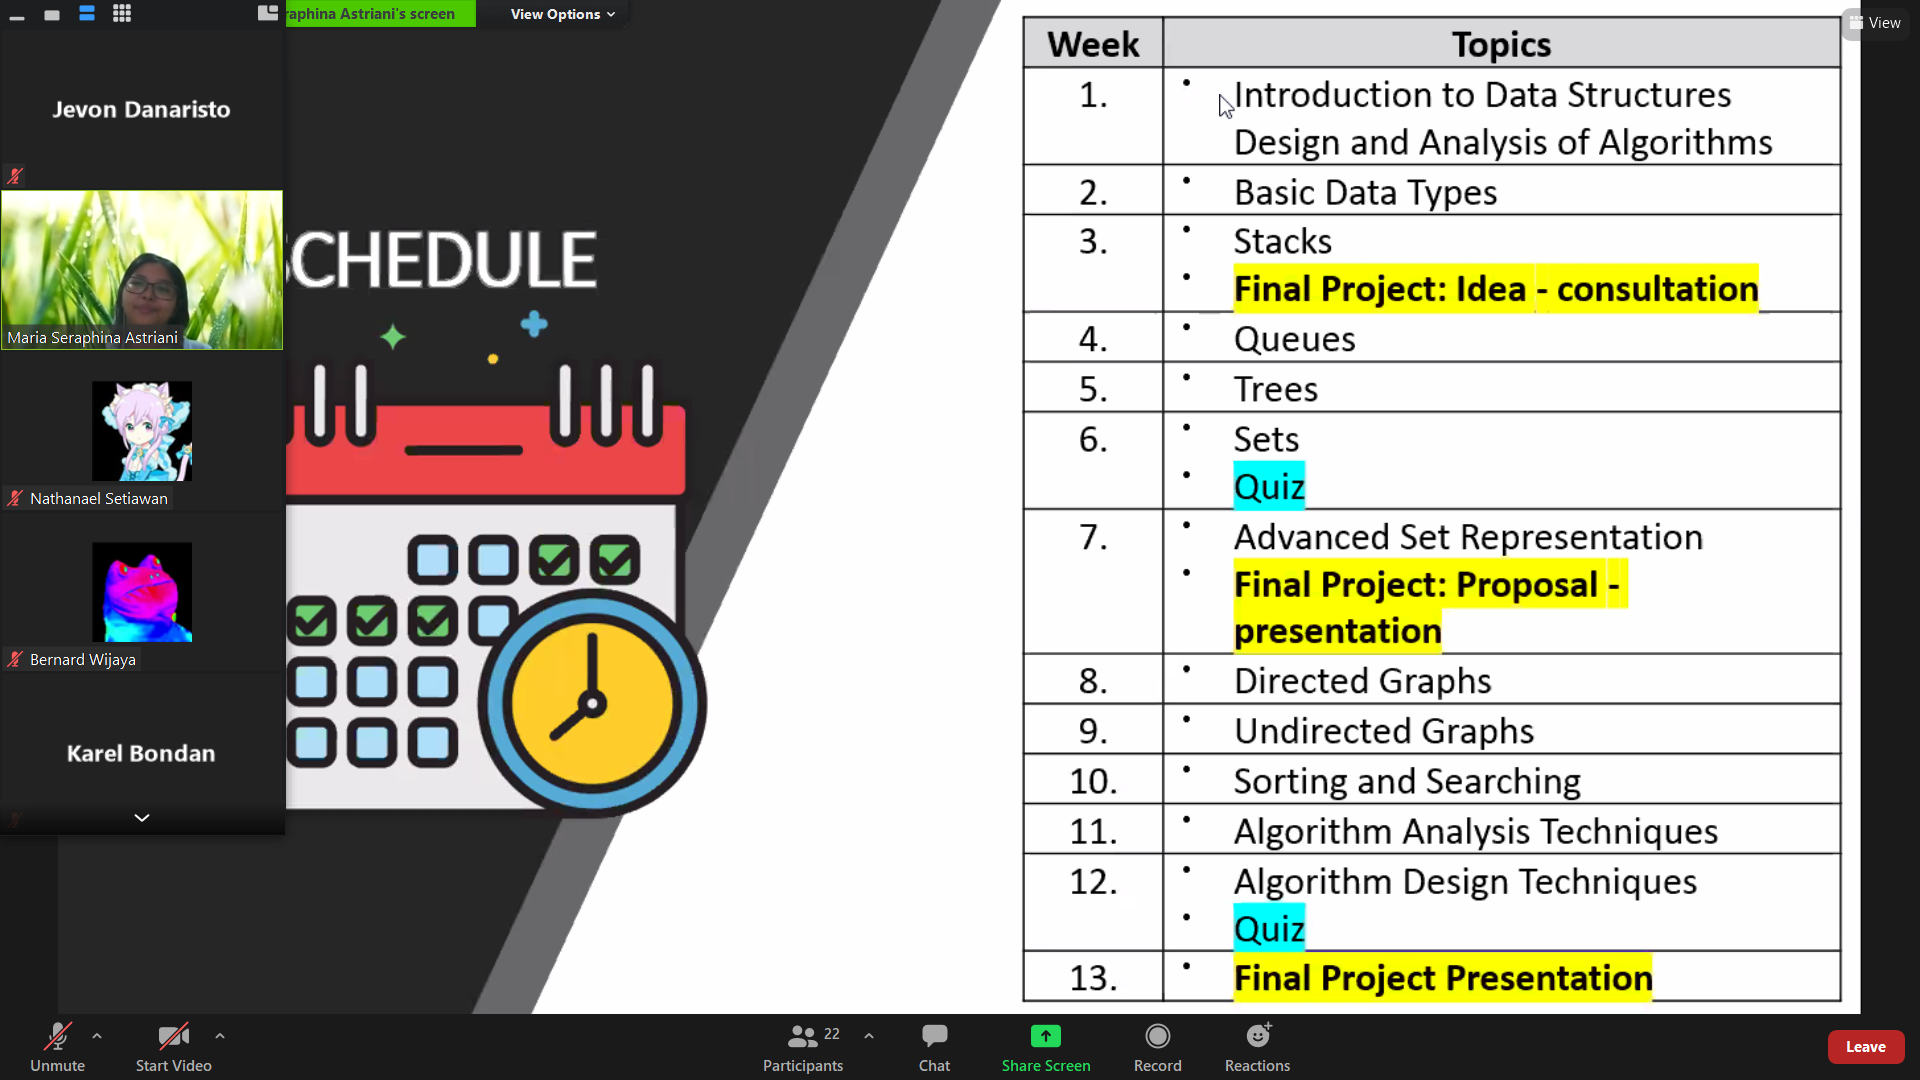 raphina Astriani's screen
View Options
View
Jevon Danaristo
Maria Seraphina Astriani
Nathanael Setiawan
Bernard Wijaya
Karel Bondan
CHEDULE
Week Topics
1. • Introduction to Data Structures
Design and Analysis of Algorithms
2. • Basic Data Types
3. • Stacks
• Final Project: Idea - consultation
4. • Queues
5. • Trees
6. • Sets
• Quiz
7. • Advanced Set Representation
• Final Project: Proposal -
presentation
8. • Directed Graphs
9. • Undirected Graphs
10. • Sorting and Searching
11. • Algorithm Analysis Techniques
12. • Algorithm Design Techniques
• Quiz
13. • Final Project Presentation
Unmute
Start Video
22
Participants
Chat
Share Screen
Record
Reactions
Leave